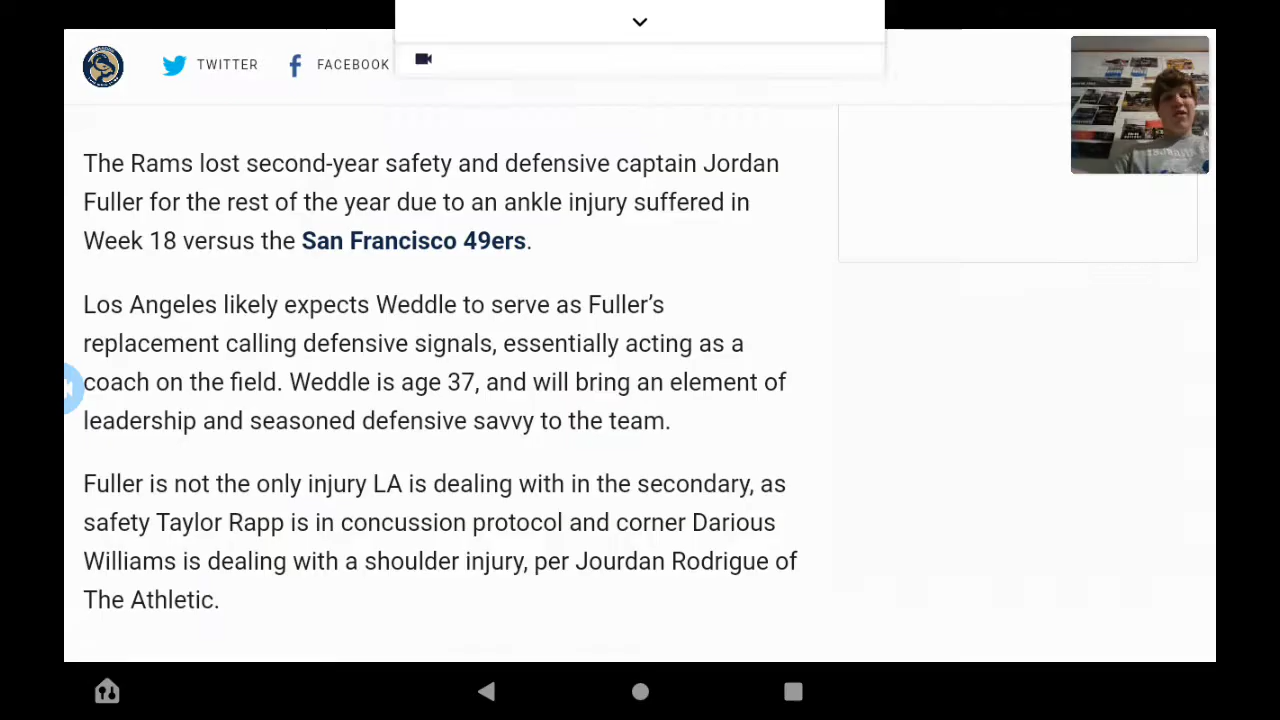 TWITTER FACEBOOK
The Rams lost second-year safety and defensive captain Jordan
Fuller for the rest of the year due to an ankle injury suffered in
Week 18 versus the San Francisco 49ers.
Los Angeles likely expects Weddle to serve as Fuller’s
replacement calling defensive signals, essentially acting as a
coach on the field. Weddle is age 37, and will bring an element of
leadership and seasoned defensive savvy to the team.
Fuller is not the only injury LA is dealing with in the secondary, as
safety Taylor Rapp is in concussion protocol and corner Darious
Williams is dealing with a shoulder injury, per Jourdan Rodrigue of
The Athletic.